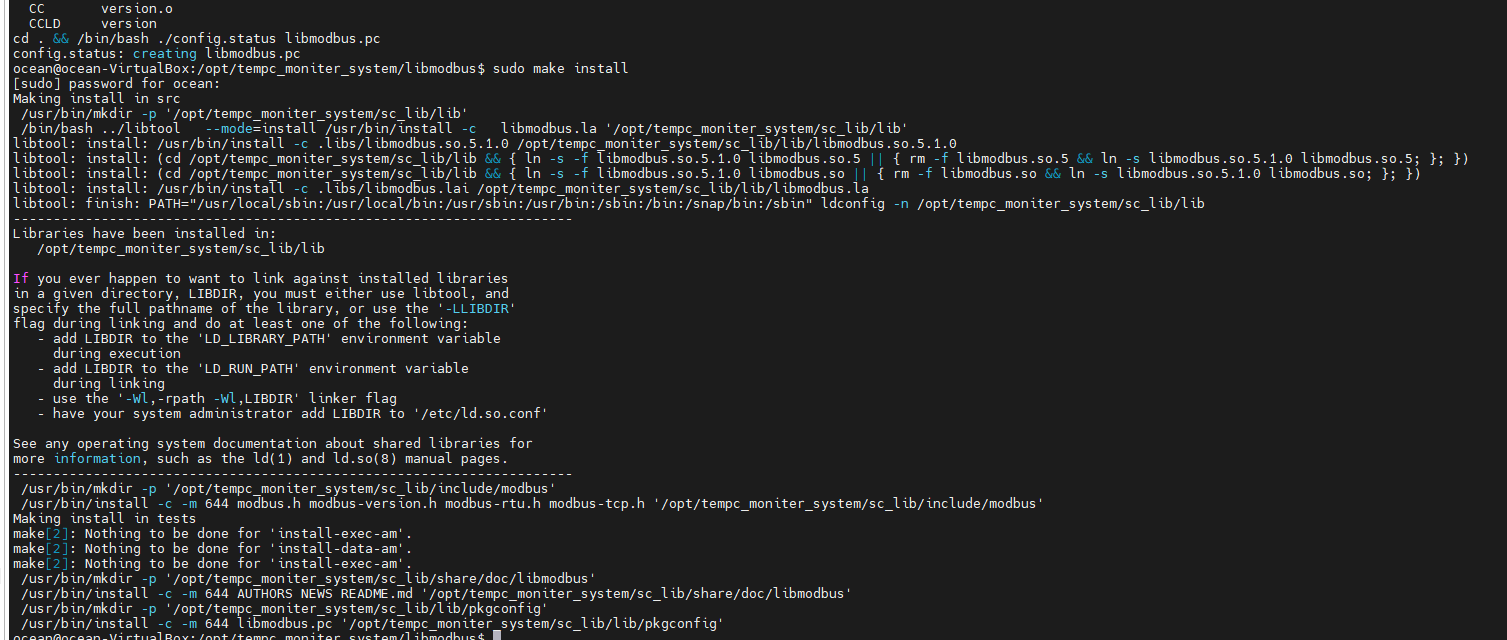 CC       version.o
CCLD     version
cd . && /bin/bash ./config.status libmodbus.pc
config.status: creating libmodbus.pc
ocean@ocean-VirtualBox:/opt/tempc_moniter_system/libmodbus$ sudo make install
[sudo] password for ocean:
Making install in src
 /usr/bin/mkdir -p '/opt/tempc_moniter_system/sc_lib/lib'
 /bin/bash ../libtool   --mode=install /usr/bin/install -c   libmodbus.la '/opt/tempc_moniter_system/sc_lib/lib'
libtool: install: /usr/bin/install -c .libs/libmodbus.so.5.1.0 /opt/tempc_moniter_system/sc_lib/lib/libmodbus.so.5.1.0
libtool: install: (cd /opt/tempc_moniter_system/sc_lib/lib && { ln -s -f libmodbus.so.5.1.0 libmodbus.so.5 || { rm -f libmodbus.so.5 && ln -s libmodbus.so.5.1.0 libmodbus.so.5; }; })
libtool: install: (cd /opt/tempc_moniter_system/sc_lib/lib && { ln -s -f libmodbus.so.5.1.0 libmodbus.so || { rm -f libmodbus.so && ln -s libmodbus.so.5.1.0 libmodbus.so; }; })
libtool: install: /usr/bin/install -c .libs/libmodbus.lai /opt/tempc_moniter_system/sc_lib/lib/libmodbus.la
libtool: finish: PATH="/usr/local/sbin:/usr/local/bin:/usr/sbin:/usr/bin:/sbin:/bin:/snap/bin:/sbin" ldconfig -n /opt/tempc_moniter_system/sc_lib/lib
----------------------------------------------------------------------
Libraries have been installed in:
   /opt/tempc_moniter_system/sc_lib/lib

If you ever happen to want to link against installed libraries
in a given directory, LIBDIR, you must either use libtool, and
specify the full pathname of the library, or use the '-LLIBDIR'
flag during linking and do at least one of the following:
   - add LIBDIR to the 'LD_LIBRARY_PATH' environment variable
     during execution
   - add LIBDIR to the 'LD_RUN_PATH' environment variable
     during linking
   - use the '-Wl,-rpath -Wl,LIBDIR' linker flag
   - have your system administrator add LIBDIR to '/etc/ld.so.conf'

See any operating system documentation about shared libraries for
more information, such as the ld(1) and ld.so(8) manual pages.
----------------------------------------------------------------------
 /usr/bin/mkdir -p '/opt/tempc_moniter_system/sc_lib/include/modbus'
 /usr/bin/install -c -m 644 modbus.h modbus-version.h modbus-rtu.h modbus-tcp.h '/opt/tempc_moniter_system/sc_lib/include/modbus'
Making install in tests
make[2]: Nothing to be done for 'install-exec-am'.
make[2]: Nothing to be done for 'install-data-am'.
make[2]: Nothing to be done for 'install-exec-am'.
 /usr/bin/mkdir -p '/opt/tempc_moniter_system/sc_lib/share/doc/libmodbus'
 /usr/bin/install -c -m 644 AUTHORS NEWS README.md '/opt/tempc_moniter_system/sc_lib/share/doc/libmodbus'
 /usr/bin/mkdir -p '/opt/tempc_moniter_system/sc_lib/lib/pkgconfig'
 /usr/bin/install -c -m 644 libmodbus.pc '/opt/tempc_moniter_system/sc_lib/lib/pkgconfig'
ocean@ocean-VirtualBox:/opt/tempc_moniter_system/libmodbus$